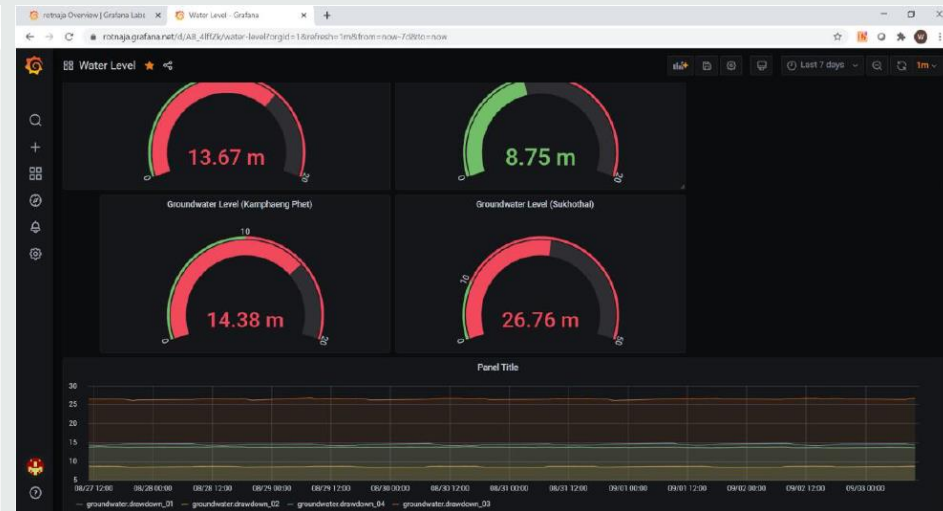 rotnaja Overview | Grafana Labs
Water Level - Grafana
Water Level
Last 7 days
1m
13.67 m
0
20
8.75 m
0
20
Groundwater Level (Kamphaeng Phet)
10
14.38 m
0
20
Groundwater Level (Sukhothai)
10
26.76 m
0
50
Panel Title
30
25
20
15
10
5
08/27 12:00 08/28 00:00 08/28 12:00 08/29 00:00 08/29 12:00 08/30 00:00 08/30 12:00 08/31 00:00 08/31 12:00 09/01 00:00 09/01 12:00 09/02 00:00 09/02 12:00 09/03 00:00
groundwater.drawdown_01 groundwater.drawdown_02 groundwater.drawdown_04 groundwater.drawdown_03